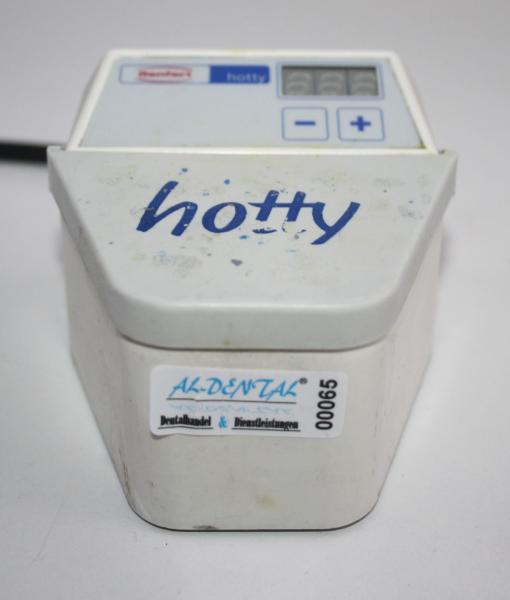 Renfert hotty
− +
hotty
AL-DENTAL®
Dentalhandel & Dienstleistungen
00065